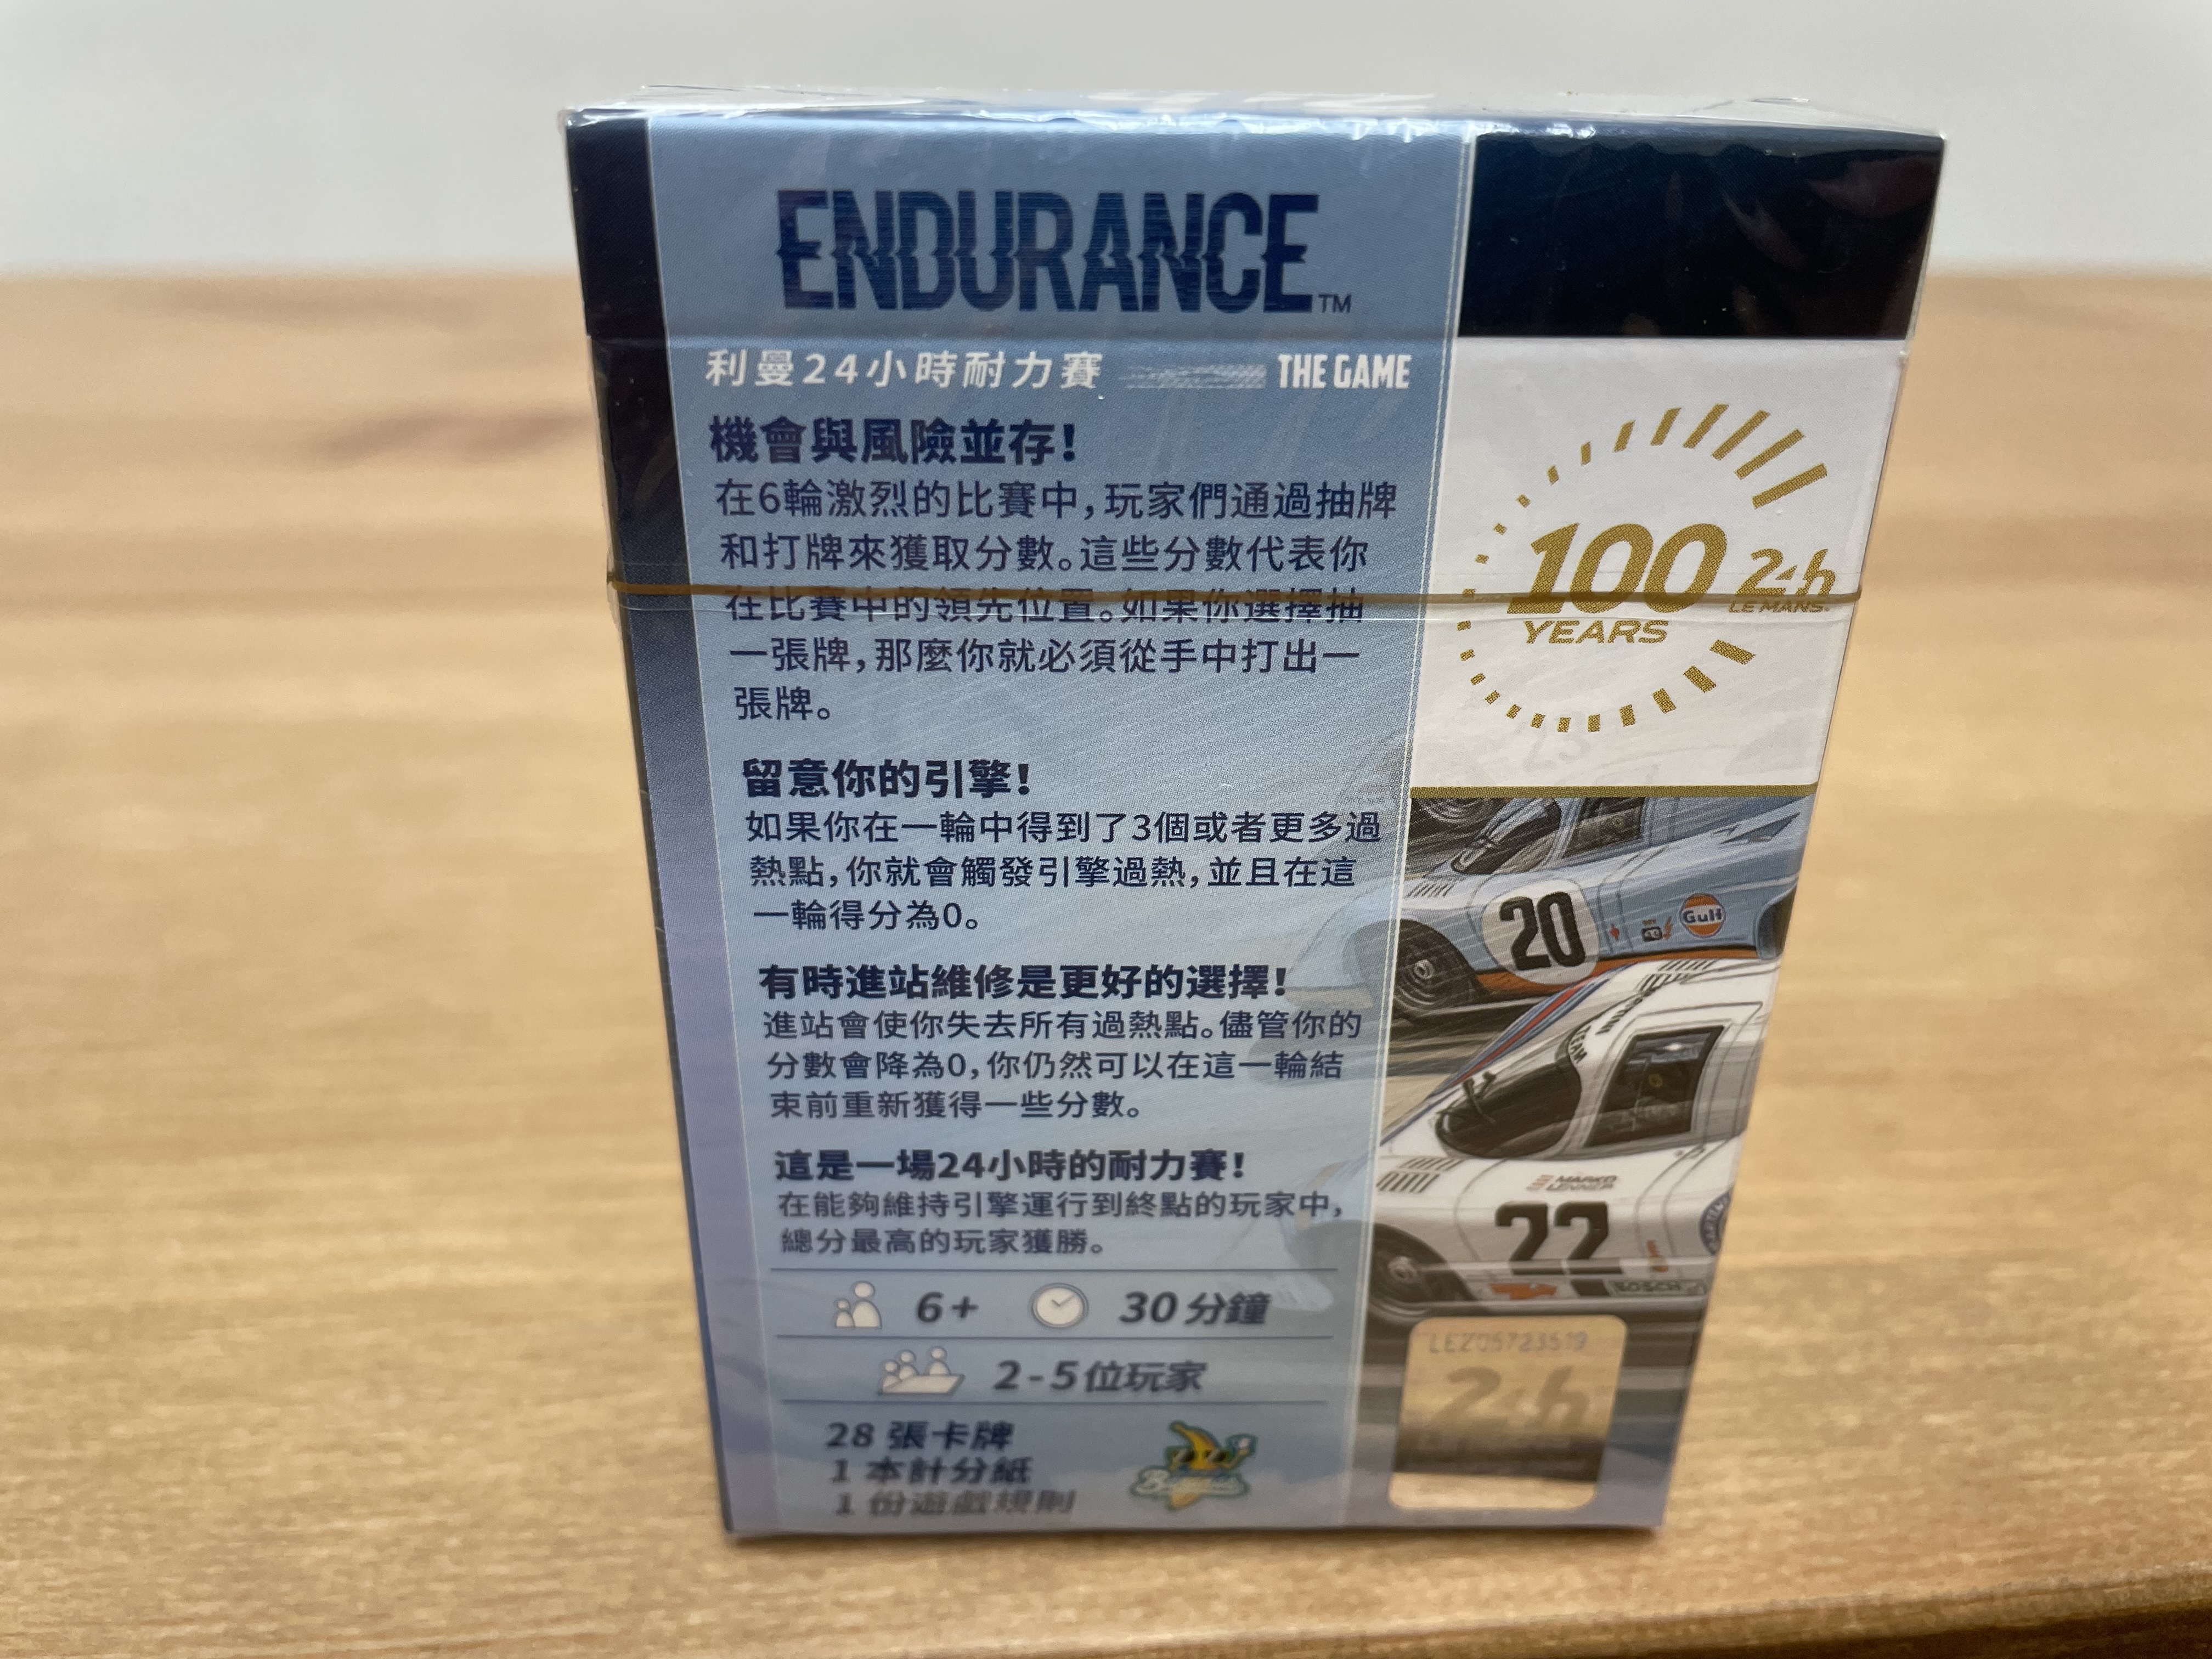 ENDURANCE™
利曼24小時耐力賽 THE GAME
機會與風險並存!
在6輪激烈的比賽中,玩家們通過抽牌
和打牌來獲取分數。這些分數代表你
在比賽中的領先位置。如果你選擇抽
一張牌,那麼你就必須從手中打出一
張牌。
留意你的引擎!
如果你在一輪中得到了3個或者更多過
熱點,你就會觸發引擎過熱,並且在這
一輪得分為0。
有時進站維修是更好的選擇!
進站會使你失去所有過熱點。儘管你的
分數會降為0,你仍然可以在這一輪結
束前重新獲得一些分數。
這是一場24小時的耐力賽!
在能夠維持引擎運行到終點的玩家中,
總分最高的玩家獲勝。
6+ 30分鐘
2-5位玩家
28 張卡牌
1 本計分紙
1 份遊戲規則
100 24h
LE MANS
YEARS
20
Gulf
22
BOSCH
24h